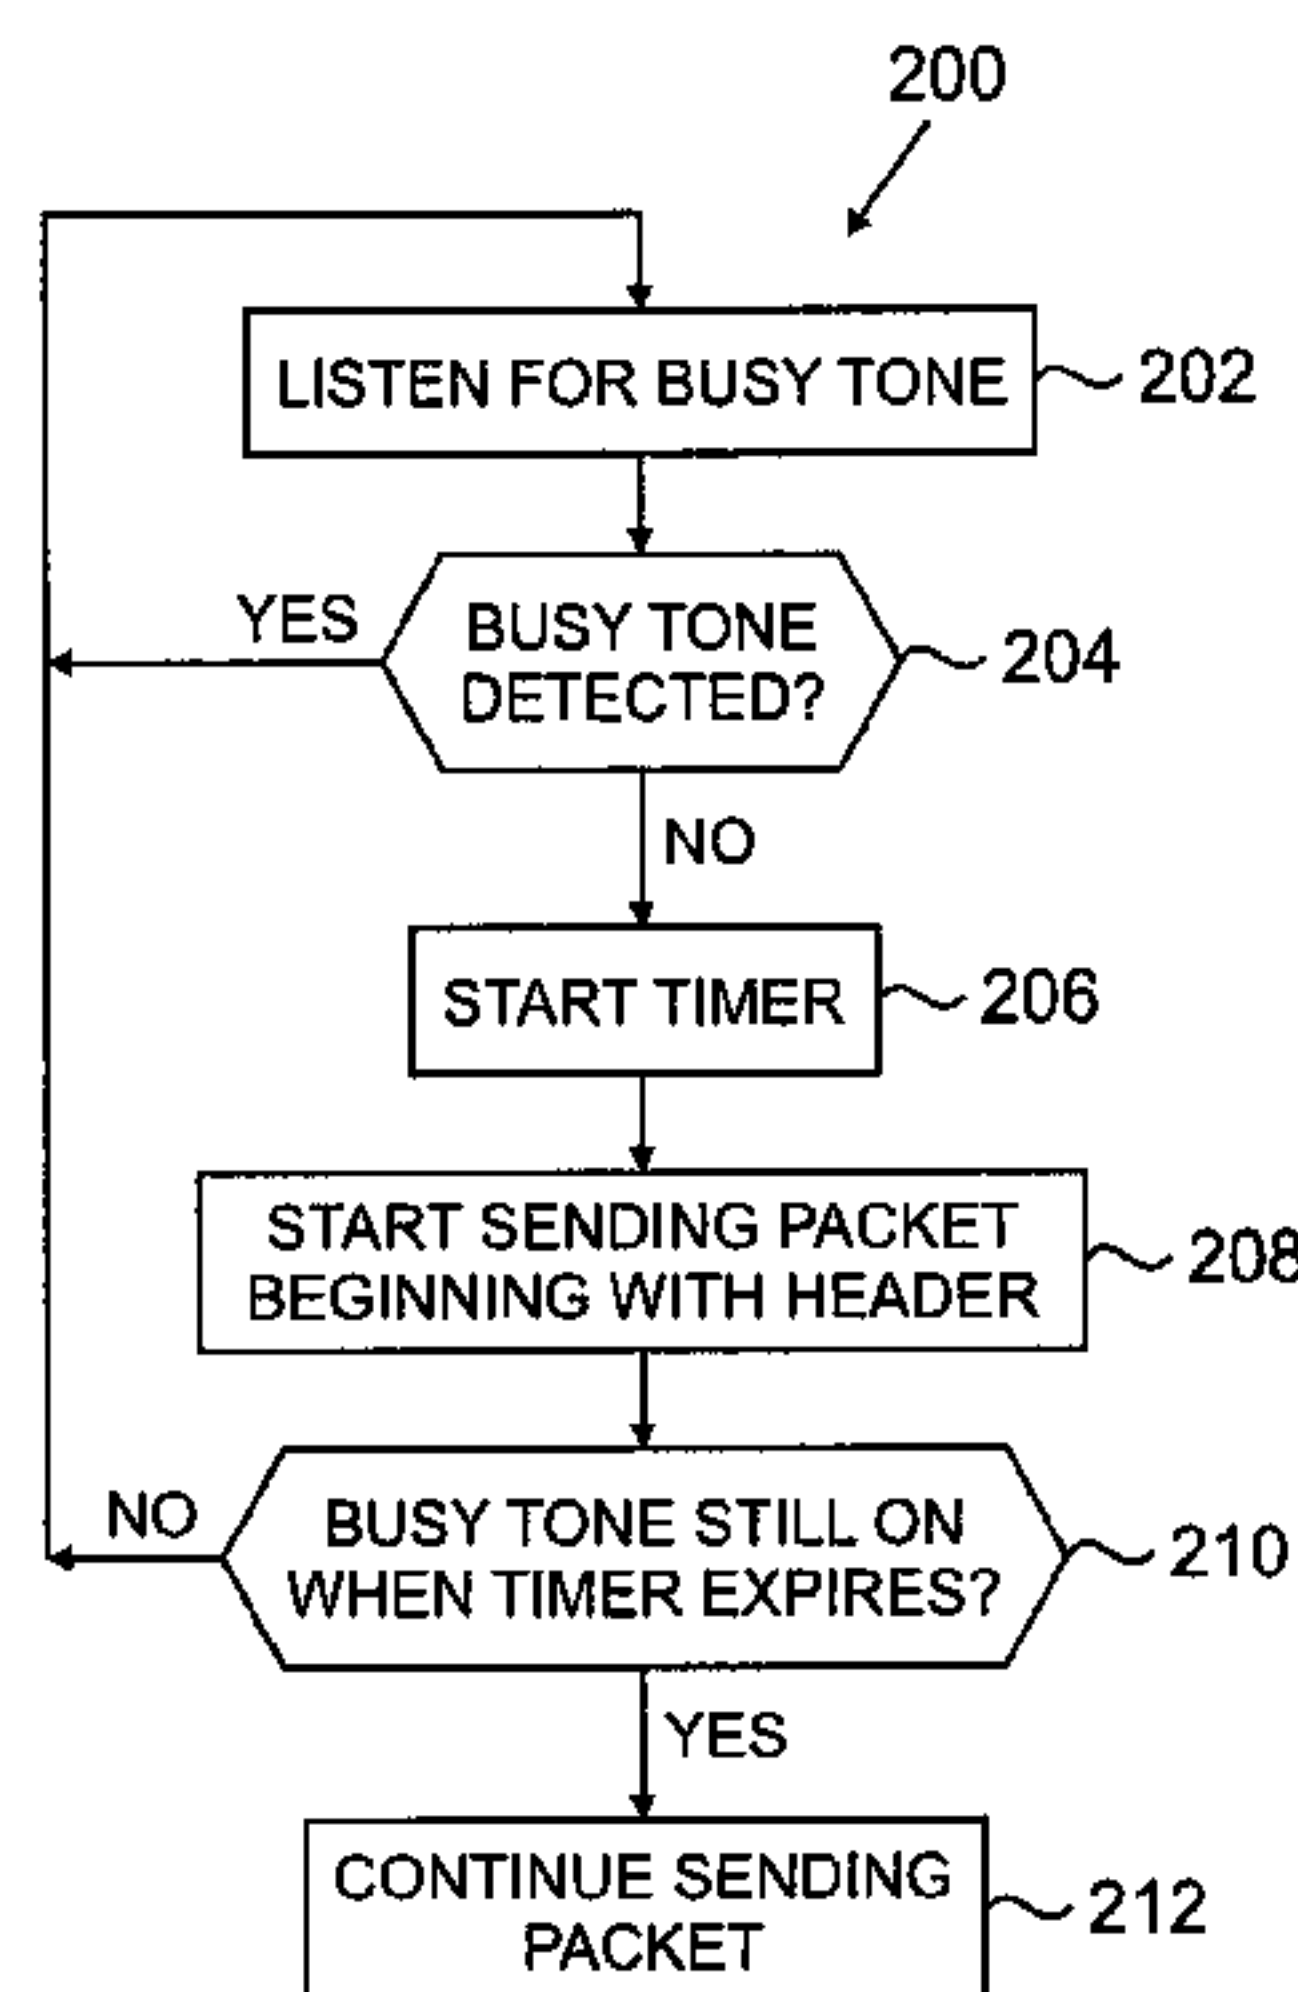 200
LISTEN FOR BUSY TONE
202
YES
BUSY TONE
DETECTED?
204
NO
START TIMER
206
START SENDING PACKET
BEGINNING WITH HEADER
208
NO
BUSY TONE STILL ON
WHEN TIMER EXPIRES?
210
YES
CONTINUE SENDING
PACKET
212